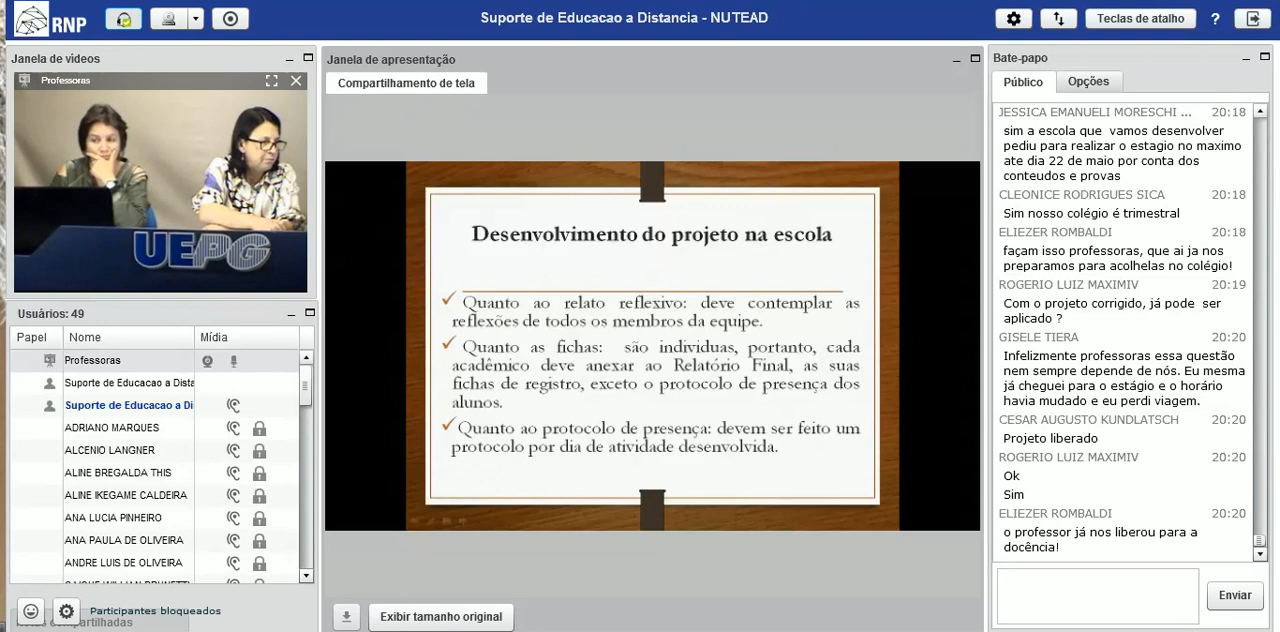 RNP
Suporte de Educacao a Distancia - NUTEAD
Teclas de atalho
?
Janela de videos
Professoras
UEPG
Usuários: 49
Papel Nome Mídia
Professoras
Suporte de Educacao a Dista
Suporte de Educacao a Di
ADRIANO MARQUES
ALCENIO LANGNER
ALINE BREGALDA THIS
ALINE IKEGAME CALDEIRA
ANA LUCIA PINHEIRO
ANA PAULA DE OLIVEIRA
ANDRE LUIS DE OLIVEIRA
Participantes bloqueados
Notas compartilhadas
Janela de apresentação
Compartilhamento de tela
Desenvolvimento do projeto na escola
Quanto ao relato reflexivo: deve contemplar as
reflexões de todos os membros da equipe.
Quanto as fichas: são individuas, portanto, cada
acadêmico deve anexar ao Relatório Final, as suas
fichas de registro, exceto o protocolo de presença dos
alunos.
Quanto ao protocolo de presença: devem ser feito um
protocolo por dia de atividade desenvolvida.
Exibir tamanho original
Bate-papo
Público Opções
JESSICA EMANUELI MORESCHI ... 20:18
sim a escola que vamos desenvolver
pediu para realizar o estagio no maximo
ate dia 22 de maio por conta dos
conteudos e provas
CLEONICE RODRIGUES SICA 20:18
Sim nosso colégio é trimestral
ELIEZER ROMBALDI 20:18
façam isso professoras, que ai ja nos
preparamos para acolhelas no colégio!
ROGERIO LUIZ MAXIMIV 20:19
Com o projeto corrigido, já pode ser
aplicado ?
GISELE TIERA 20:20
Infelizmente professoras essa questão
nem sempre depende de nós. Eu mesma
já cheguei para o estágio e o horário
havia mudado e eu perdi viagem.
CESAR AUGUSTO KUNDLATSCH 20:20
Projeto liberado
ROGERIO LUIZ MAXIMIV 20:20
Ok
Sim
ELIEZER ROMBALDI 20:20
o professor já nos liberou para a
docência!
Enviar